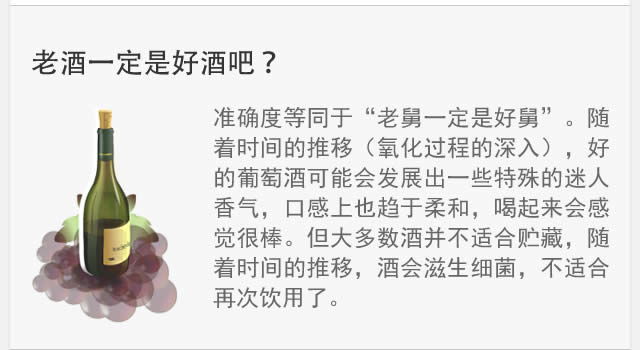 老酒一定是好酒吧？
准确度等同于“老舅一定是好舅”。随
着时间的推移（氧化过程的深入），好
的葡萄酒可能会发展出一些特殊的迷人
香气，口感上也趋于柔和，喝起来会感
觉很棒。但大多数酒并不适合贮藏，随
着时间的推移，酒会滋生细菌，不适合
再次饮用了。